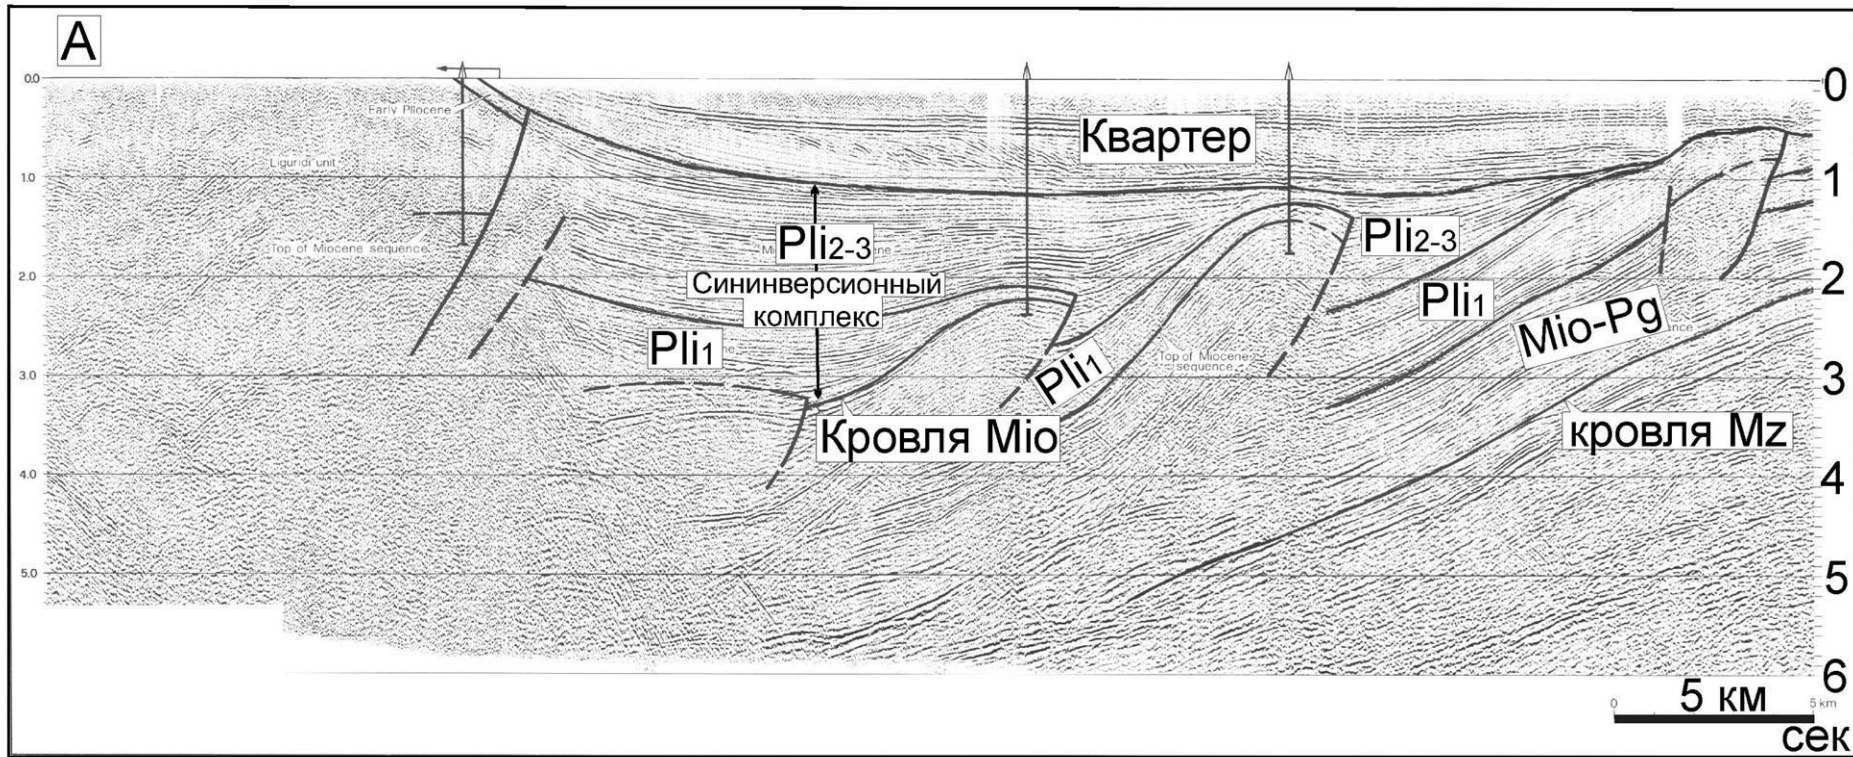 A
0.0
0
Early Pliocene
Квартер
Liguridi unit
1.0
1
Pli2-3
Pli2-3
Top of Miocene sequence
2.0
2
Сининверсионный
комплекс
Pli1
Mio-Pg
Pli1
Top of Miocene
sequence
Pli1
3.0
3
Кровля Mio
кровля Mz
4.0
4
5.0
5
6
5 км
0
5 km
сек